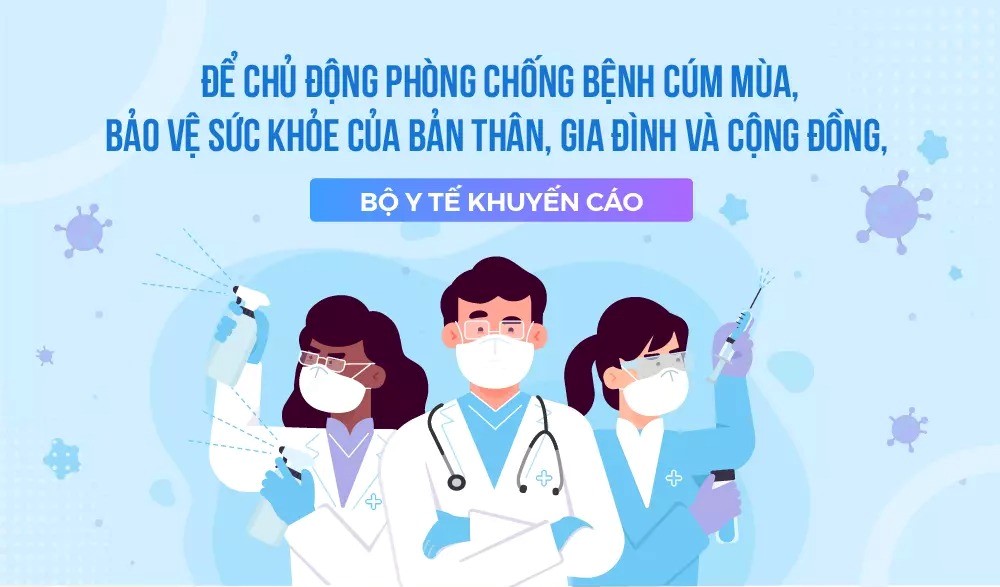 ĐỂ CHỦ ĐỘNG PHÒNG CHỐNG BỆNH CÚM MÙA,
BẢO VỆ SỨC KHỎE CỦA BẢN THÂN, GIA ĐÌNH VÀ CỘNG ĐỒNG,
BỘ Y TẾ KHUYẾN CÁO